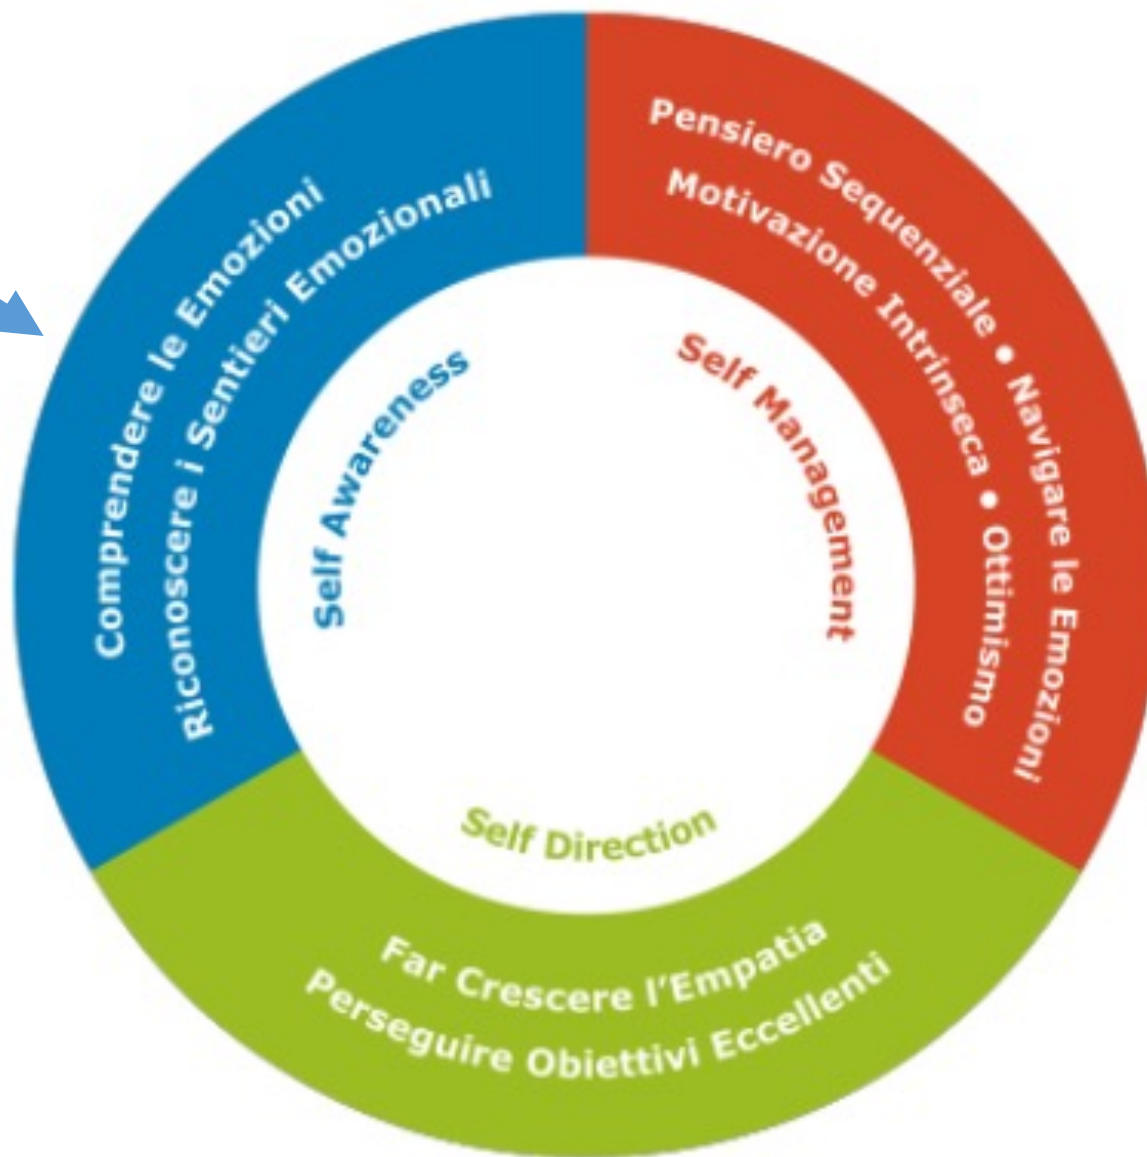 Comprendere le Emozioni
Riconoscere i Sentieri Emozionali
Self Awareness
Pensiero Sequenziale • Navigare le Emozioni
Motivazione Intrinseca • Ottimismo
Self Management
Self Direction
Far Crescere l'Empatia
Perseguire Obiettivi Eccellenti